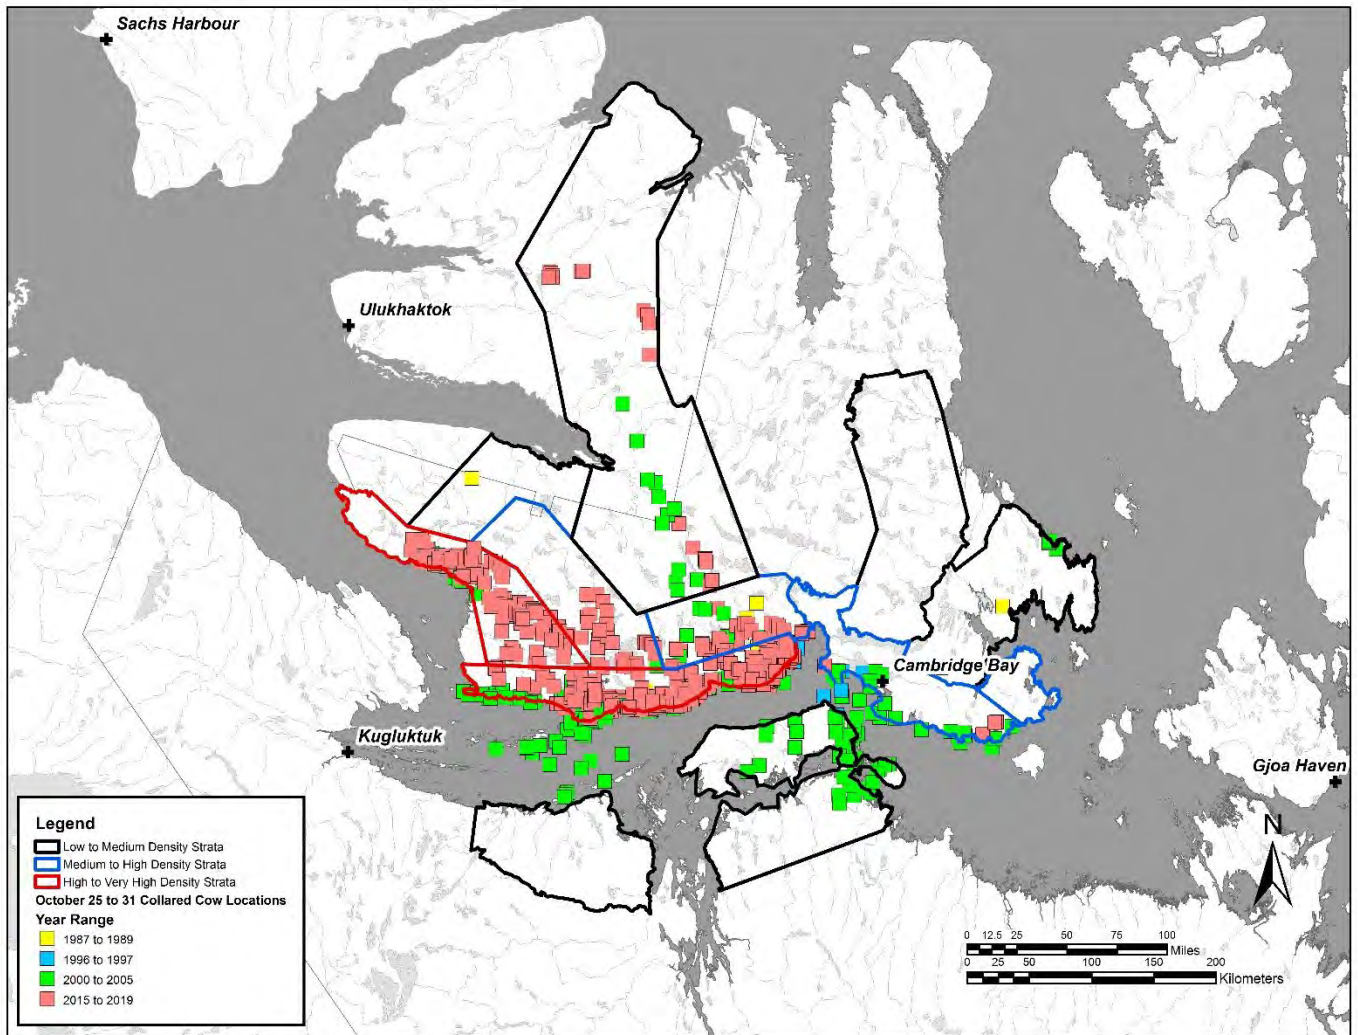 Sachs Harbour
Ulukhaktok
Cambridge Bay
Kugluktuk
Gjoa Haven
N
Legend
Low to Medium Density Strata
Medium to High Density Strata
High to Very High Density Strata
October 25 to 31 Collared Cow Locations
Year Range
1987 to 1989
1996 to 1997
2000 to 2005
2015 to 2019
0 12.5 25 50 75 100
Miles
0 25 50 100 150 200
Kilometers